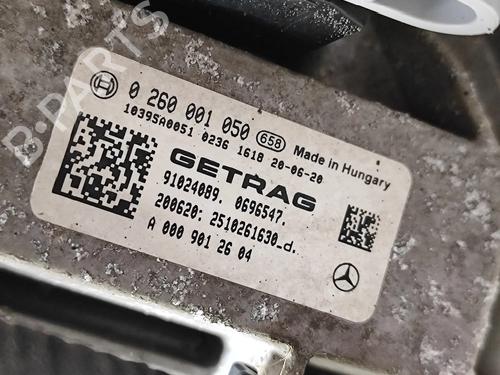 B-PARTS
0 260 001 050 658
10395A0051 0236 1618 20-06-20
Made in Hungary
GETRAG
91024089. 0696547.
200620: 2510261630_d.
A 000 901 26 04